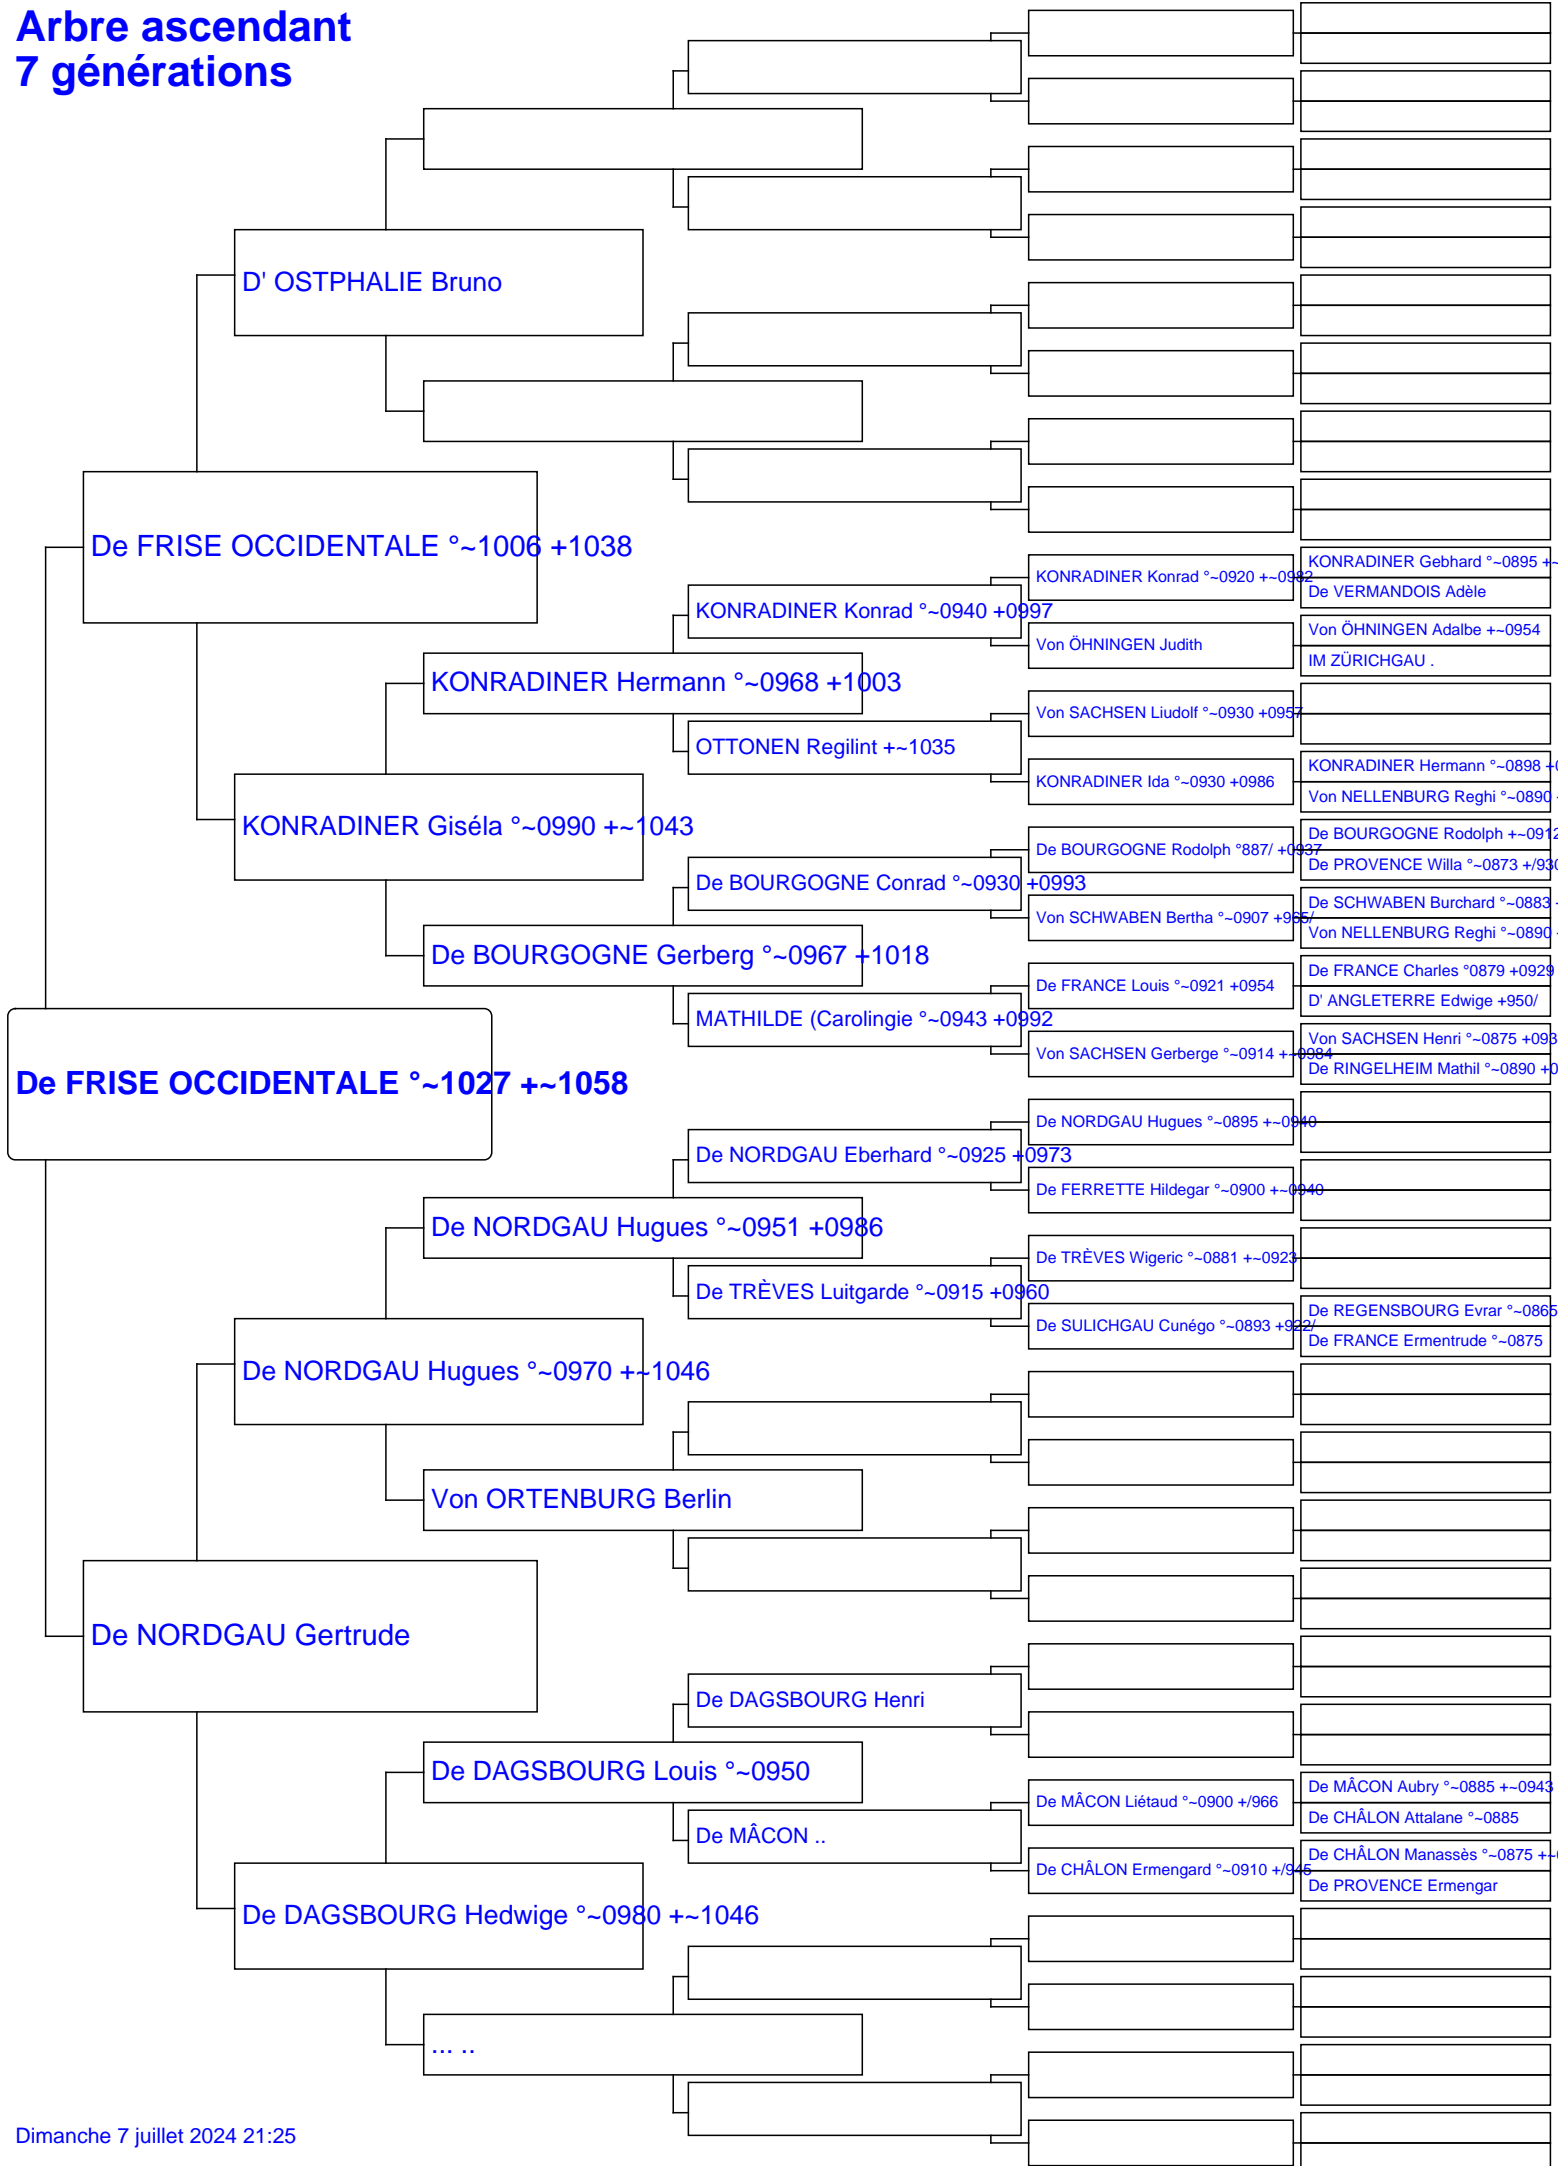 Arbre ascendant
7 générations
D' OSTPHALIE Bruno
De FRISE OCCIDENTALE °~1006 +1038
KONRADINER Gebhard °~0895 +~
KONRADINER Konrad °~0920 +~0982
De VERMANDOIS Adèle
KONRADINER Konrad °~0940 +0997
Von ÖHNINGEN Adalbe +~0954
Von ÖHNINGEN Judith
IM ZÜRICHGAU .
KONRADINER Hermann °~0968 +1003
Von SACHSEN Liudolf °~0930 +0957
OTTONEN Regilint +~1035
KONRADINER Hermann °~0898 +0
KONRADINER Ida °~0930 +0986
Von NELLENBURG Reghi °~0890 +
KONRADINER Giséla °~0990 +~1043
De BOURGOGNE Rodolph +~0912
De BOURGOGNE Rodolph °887/ +0937
De PROVENCE Willa °~0873 +/930
De BOURGOGNE Conrad °~0930 +0993
De SCHWABEN Burchard °~0883 +
Von SCHWABEN Bertha °~0907 +965/
Von NELLENBURG Reghi °~0890 +
De BOURGOGNE Gerberg °~0967 +1018
De FRANCE Charles °0879 +0929
De FRANCE Louis °~0921 +0954
D' ANGLETERRE Edwige +950/
MATHILDE (Carolingie °~0943 +0992
Von SACHSEN Henri °~0875 +093
Von SACHSEN Gerberge °~0914 +~0984
De RINGELHEIM Mathil °~0890 +0
De FRISE OCCIDENTALE °~1027 +~1058
De NORDGAU Hugues °~0895 +~0940
De NORDGAU Eberhard °~0925 +0973
De FERRETTE Hildegar °~0900 +~0940
De NORDGAU Hugues °~0951 +0986
De TRÈVES Wigeric °~0881 +~0923
De TRÈVES Luitgarde °~0915 +0960
De REGENSBOURG Evrar °~0865
De SULICHGAU Cunégo °~0893 +922/
De FRANCE Ermentrude °~0875
De NORDGAU Hugues °~0970 +~1046
Von ORTENBURG Berlin
De NORDGAU Gertrude
De DAGSBOURG Henri
De DAGSBOURG Louis °~0950
De MÂCON Aubry °~0885 +~0943
De MÂCON Liétaud °~0900 +/966
De CHÂLON Attalane °~0885
De MÂCON ..
De CHÂLON Manassès °~0875 +~0
De CHÂLON Ermengard °~0910 +/945
De PROVENCE Ermengar
De DAGSBOURG Hedwige °~0980 +~1046
... ..
Dimanche 7 juillet 2024 21:25